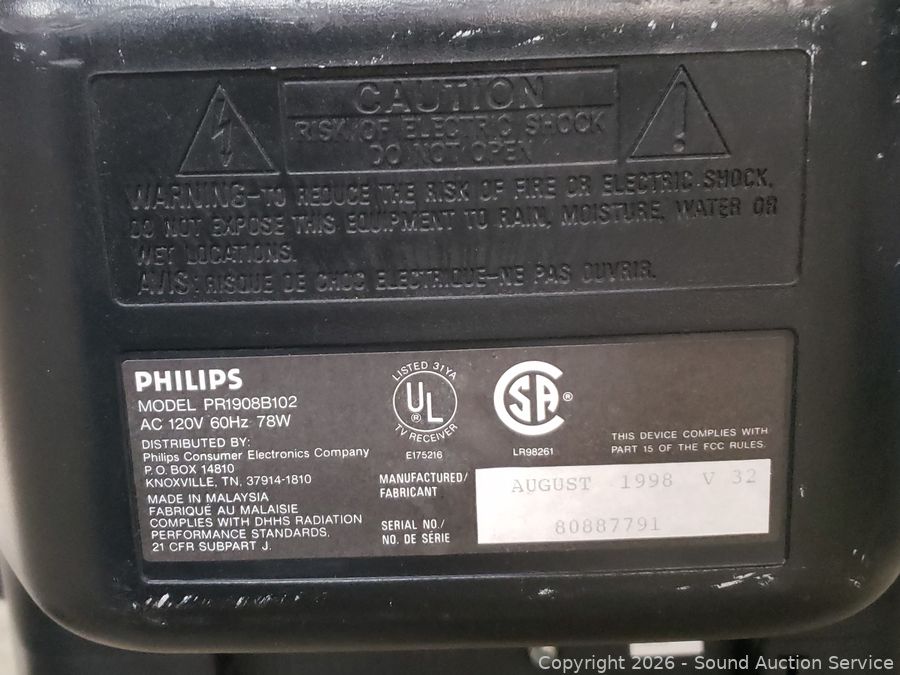 CAUTION
RISK OF ELECTRIC SHOCK
DO NOT OPEN
WARNING-TO REDUCE THE RISK OF FIRE OR ELECTRIC SHOCK,
DO NOT EXPOSE THIS EQUIPMENT TO RAIN, MOISTURE, WATER OR
WET LOCATIONS.
AVIS: RISQUE DE CHOC ELECTRIQUE-NE PAS OUVRIR.
PHILIPS
MODEL PR1908B102
AC 120V 60Hz 78W
DISTRIBUTED BY:
Philips Consumer Electronics Company
P.O. BOX 14810
KNOXVILLE, TN, 37914-1810
MADE IN MALAYSIA
FABRIQUÉ AU MALAISIE
COMPLIES WITH DHHS RADIATION
PERFORMANCE STANDARDS.
21 CFR SUBPART J.
LISTED 31YA
UL ®
TV RECEIVER
E175216
SA ®
LR98261
THIS DEVICE COMPLIES WITH
PART 15 OF THE FCC RULES.
MANUFACTURED/
FABRICANT
AUGUST 1998 V 32
SERIAL NO./
NO. DE SÉRIE
80887791
Copyright 2026 - Sound Auction Service